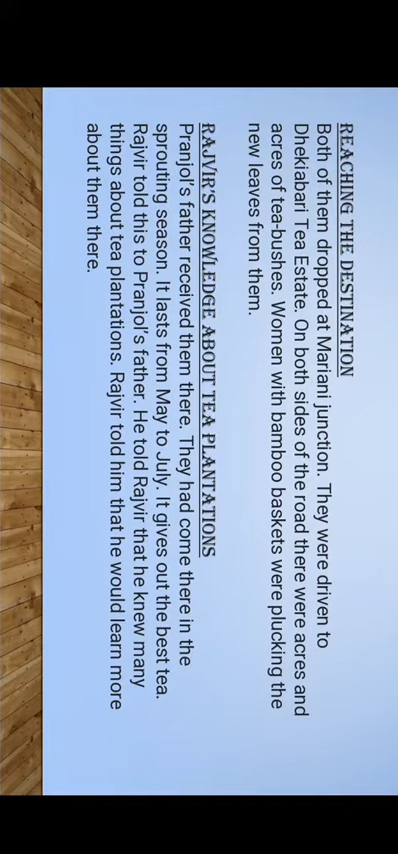 REACHING THE DESTINATION
Both of them dropped at Mariani junction. They were driven to
Dhekiabari Tea Estate. On both sides of the road there were acres and
acres of tea-bushes. Women with bamboo baskets were plucking the
new leaves from them.
RAJVIR'S KNOWLEDGE ABOUT TEA PLANTATIONS
Pranjol's father received them there. They had come there in the
sprouting season. It lasts from May to July. It gives out the best tea.
Rajvir told this to Pranjol's father. He told Rajvir that he knew many
things about tea plantations. Rajvir told him that he would learn more
about them there.